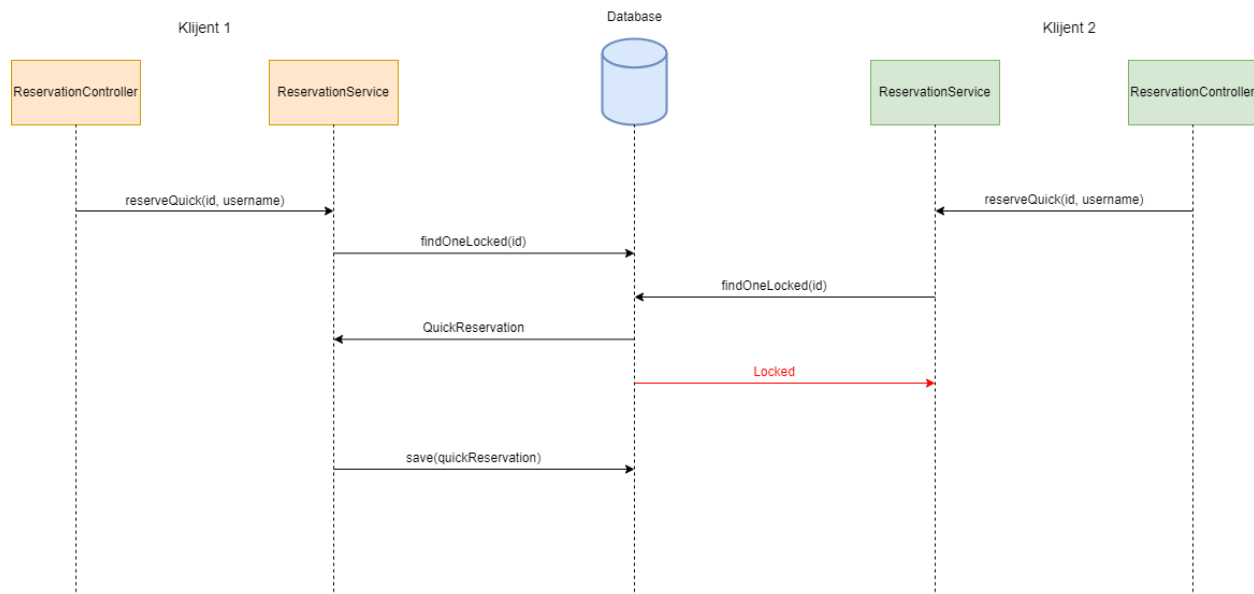 Database
Klijent 1
Klijent 2
ReservationController
ReservationService
ReservationService
ReservationController
reserveQuick(id, username)
reserveQuick(id, username)
findOneLocked(id)
findOneLocked(id)
QuickReservation
Locked
save(quickReservation)